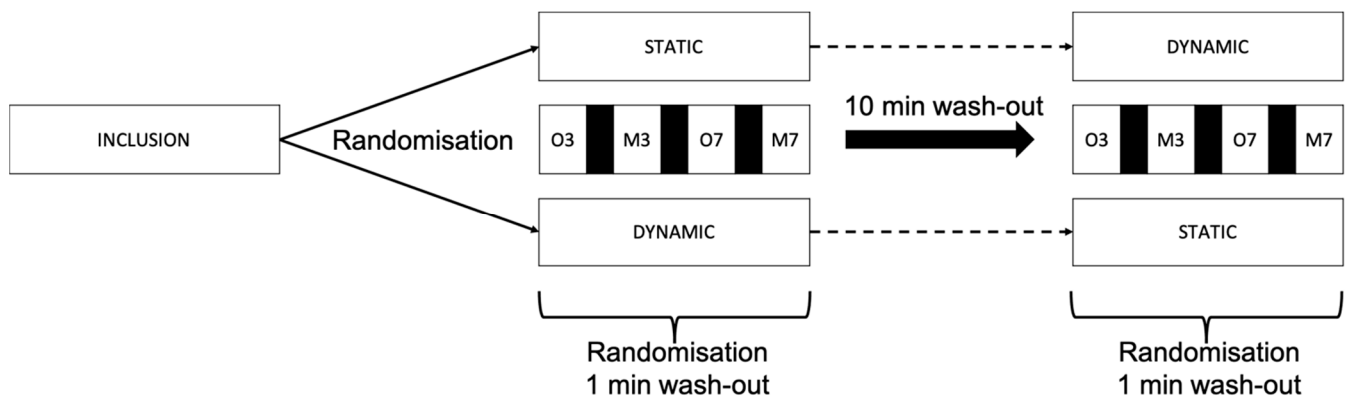 INCLUSION
Randomisation
STATIC
O3 M3 O7 M7
DYNAMIC
Randomisation
1 min wash-out
10 min wash-out
DYNAMIC
O3 M3 O7 M7
STATIC
Randomisation
1 min wash-out